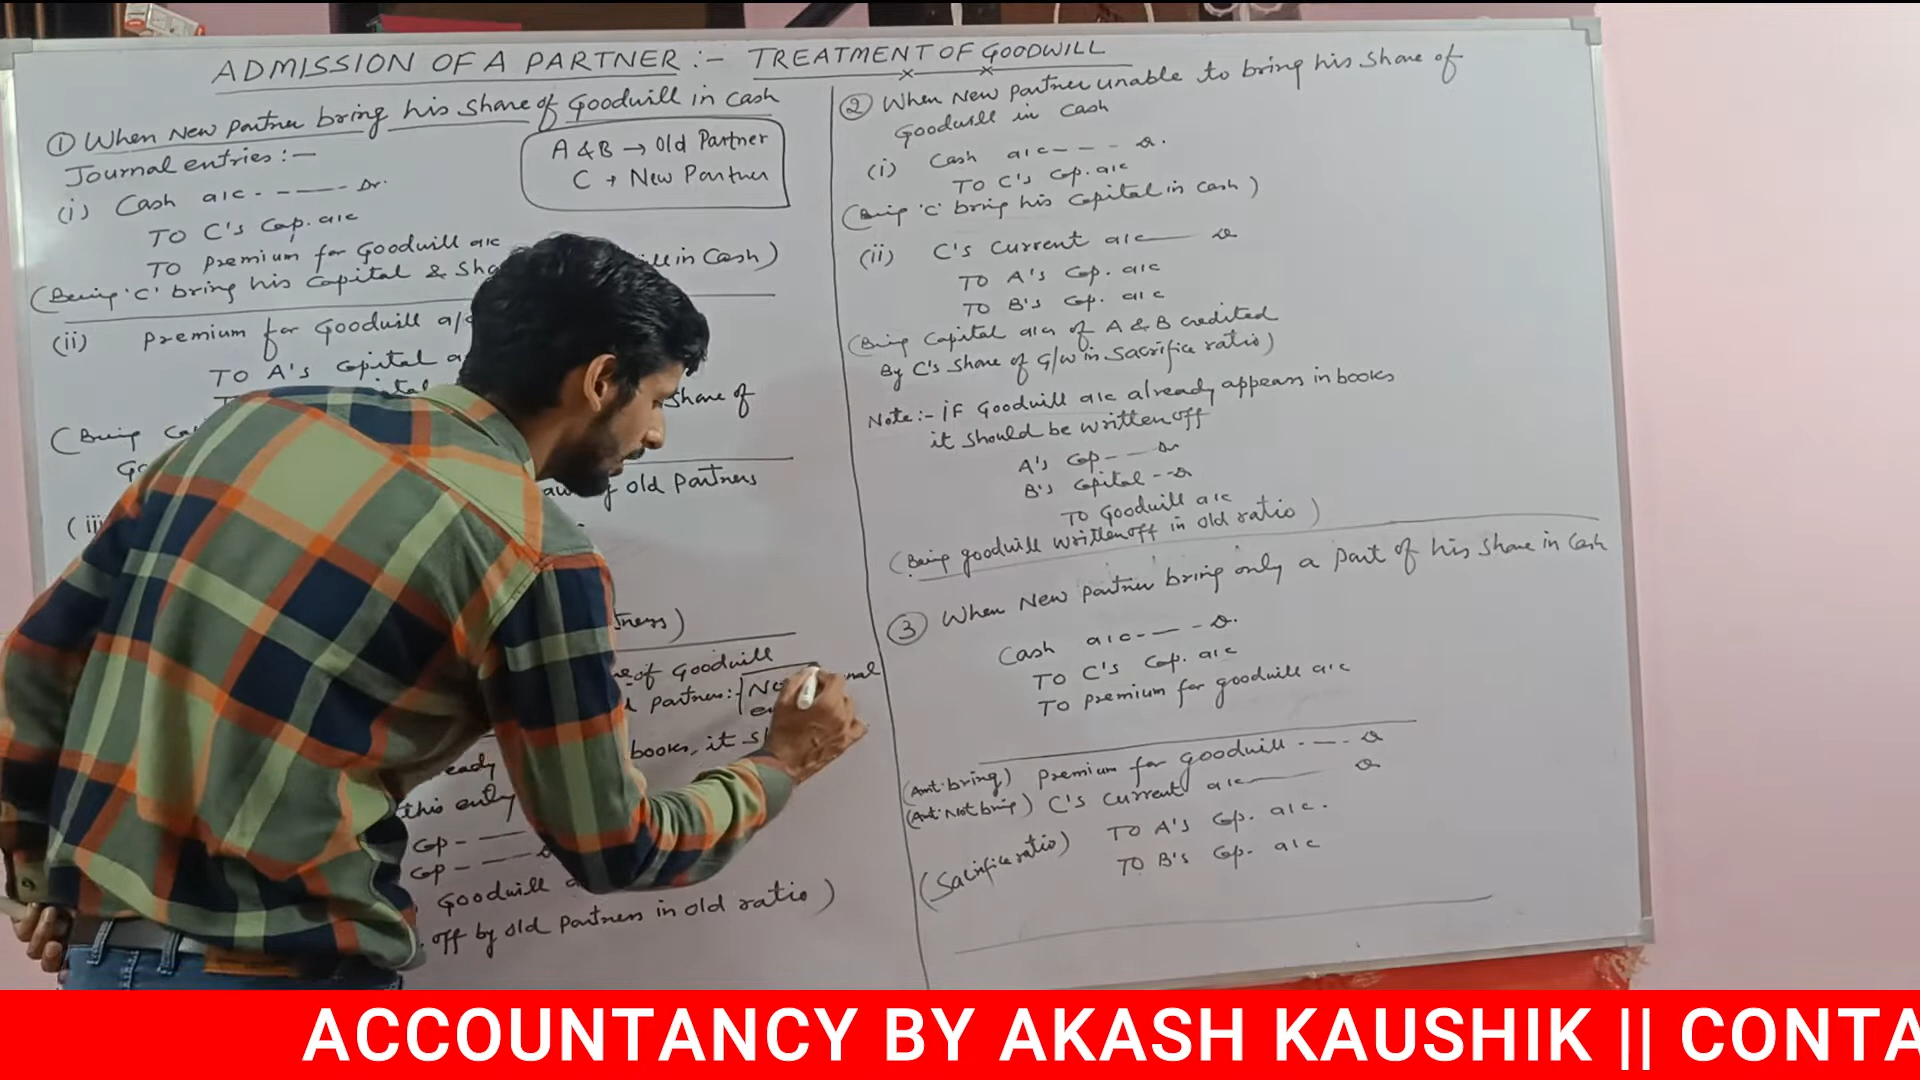 ADMISSION OF A PARTNER :- TREATMENT OF GOODWILL
① When New Partner bring his share of Goodwill in cash
Journal entries :-
A & B → Old Partner
C → New Partner
(i) Cash a/c - - — - Dr.
TO C's Cap. a/c
TO Premium for Goodwill a/c
(Being 'C' bring his Capital & in Cash)
(ii) Premium for Goodwill a/c
TO A's Capital
(Being share of
old Partners
(iii
of Goodwill
Partners :-
books, it
this entry
Cap - —
Cap - —
Goodwill
off by old Partners in old ratio)
② When New Partner unable to bring his share of
Goodwill in Cash
(i) Cash a/c - - - Dr.
TO C's Cap. a/c
(Being 'C' bring his Capital in Cash)
(ii) C's Current a/c — Dr
TO A's Cap. a/c
TO B's Cap. a/c
(Being Capital a/cs of A & B credited
By C's share of G/W in Sacrifice ratio)
Note :- IF Goodwill a/c already appears in books
it should be written off
A's Cap - - — Dr
B's Capital - - Dr
TO Goodwill a/c
(Being goodwill written off in old ratio)
③ When New Partner bring only a part of his share in Cash
Cash a/c - - — - Dr.
TO C's Cap. a/c
TO Premium for goodwill a/c
(Amt. bring) Premium for goodwill - — - Dr
(Amt. Not bring) C's Current a/c — Dr
(Sacrifice ratio) TO A's Cap. a/c.
TO B's Cap. a/c
ACCOUNTANCY BY AKASH KAUSHIK || CONTA